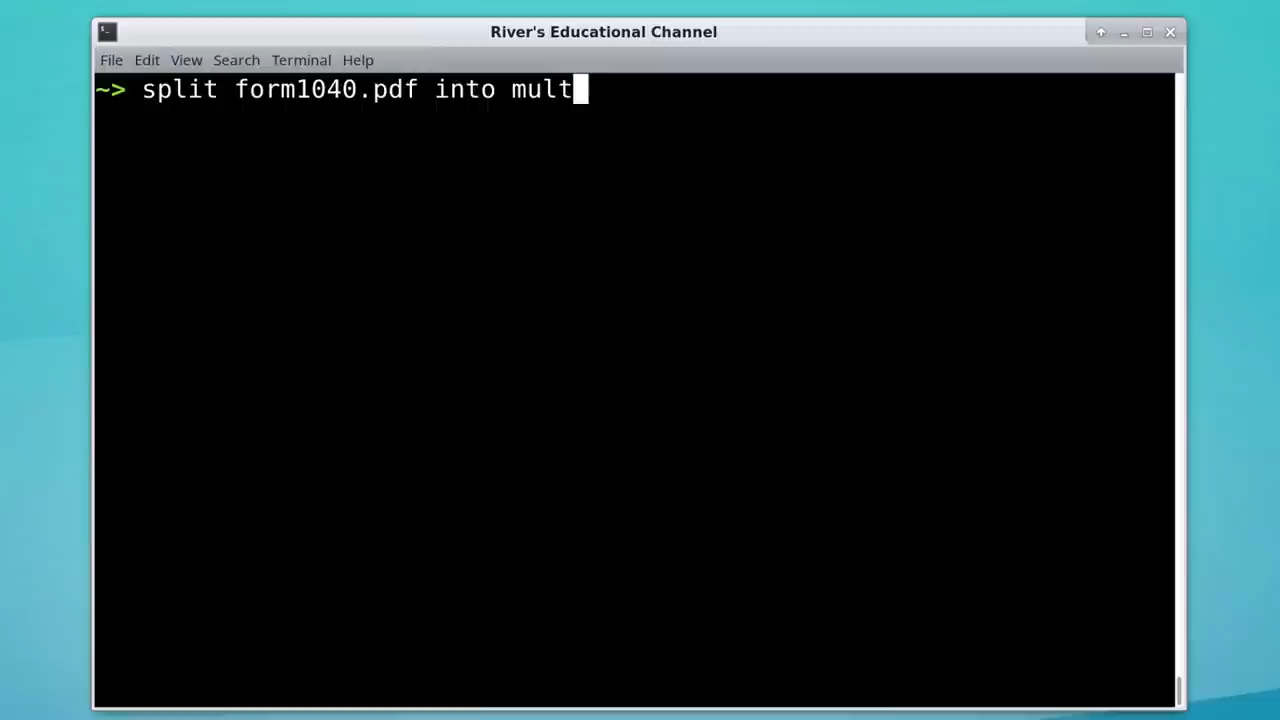 River's Educational Channel
File Edit View Search Terminal Help
~> split form1040.pdf into mult